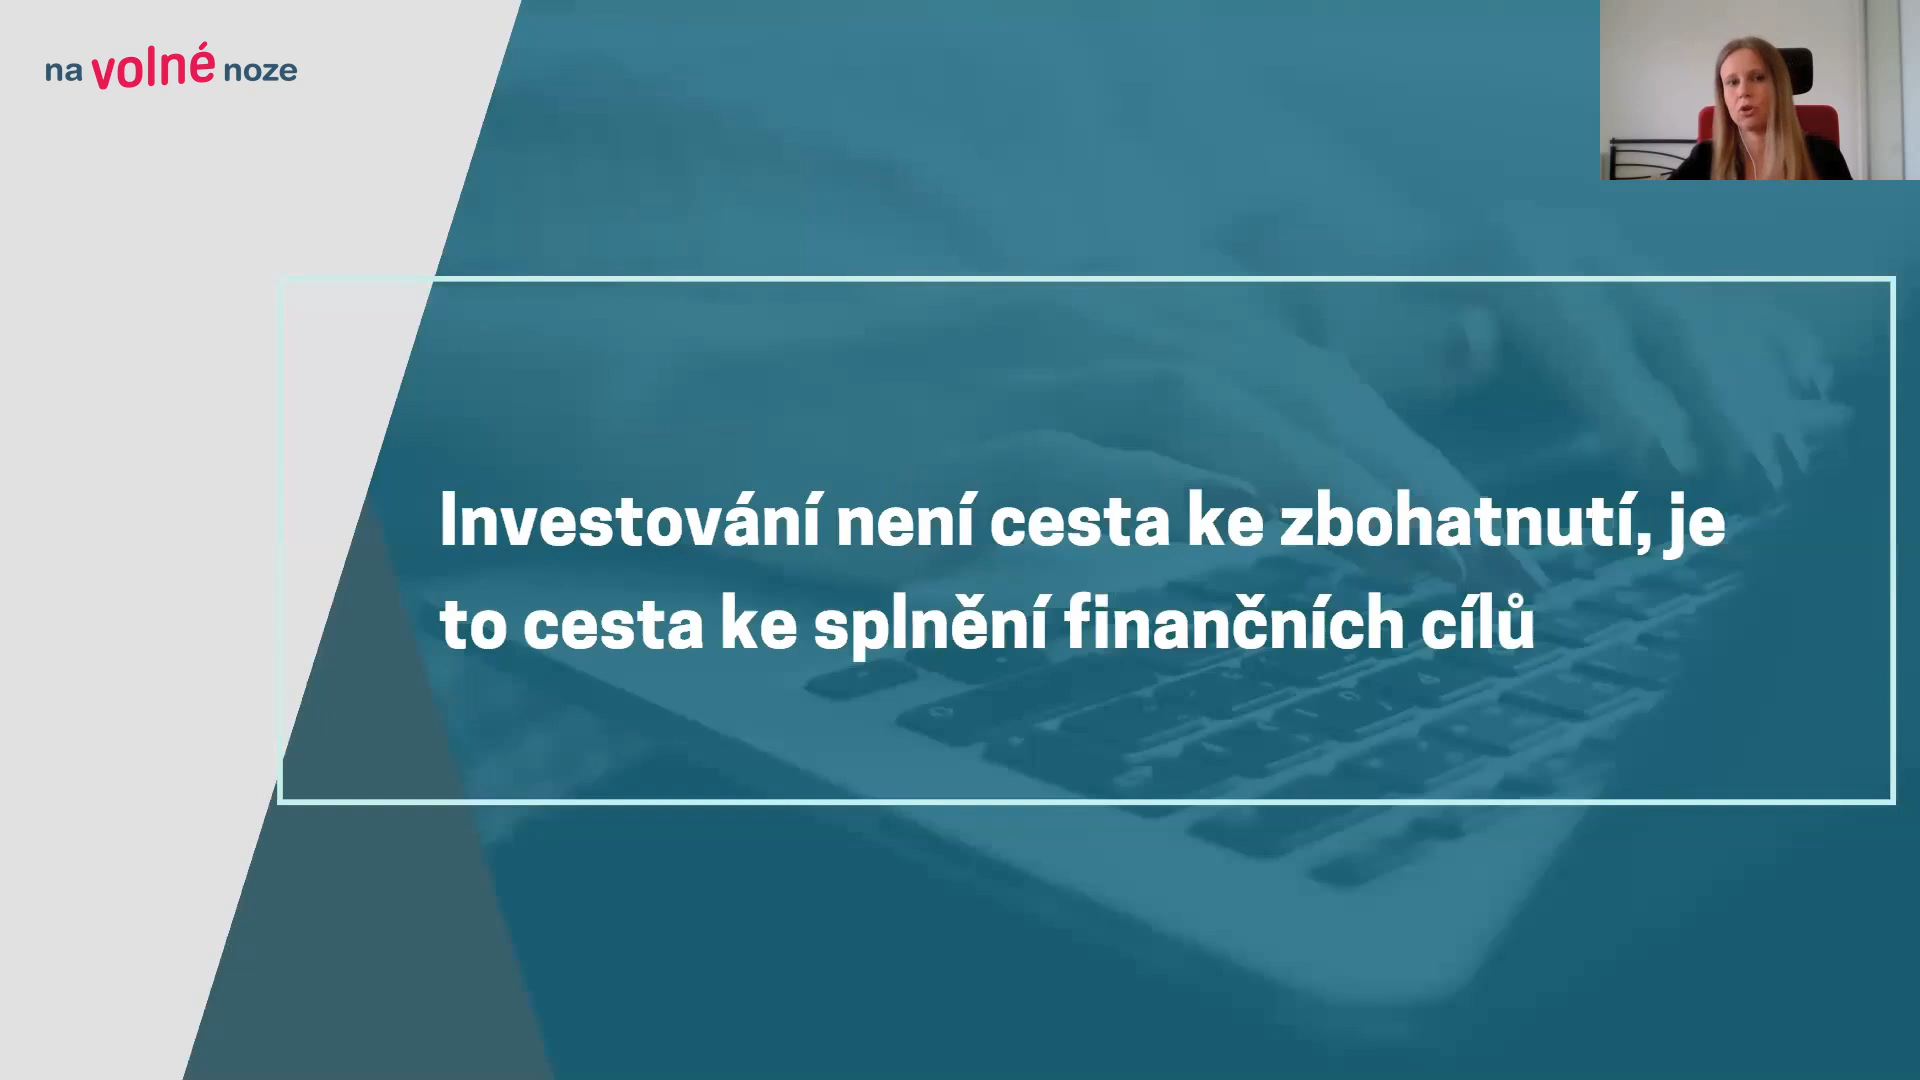 na volné noze
Investování není cesta ke zbohatnutí, je
to cesta ke splnění finančních cílů